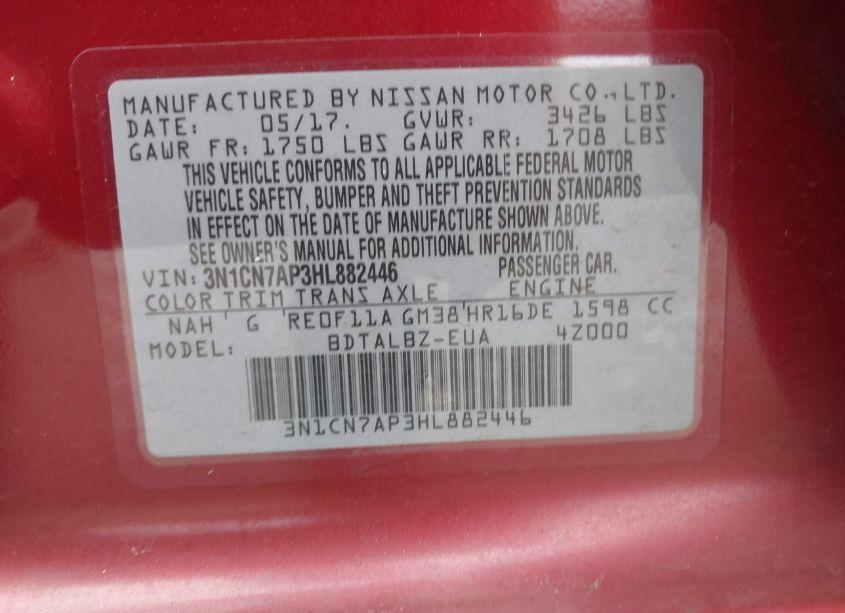 MANUFACTURED BY NISSAN MOTOR CO., LTD.
DATE: 05/17. GVWR: 3426 LBS
GAWR FR: 1750 LBS GAWR RR: 1708 LBS
THIS VEHICLE CONFORMS TO ALL APPLICABLE FEDERAL MOTOR
VEHICLE SAFETY, BUMPER AND THEFT PREVENTION STANDARDS
IN EFFECT ON THE DATE OF MANUFACTURE SHOWN ABOVE.
SEE OWNER'S MANUAL FOR ADDITIONAL INFORMATION.
VIN: 3N1CN7AP3HL882446 PASSENGER CAR.
COLOR TRIM TRANS AXLE ENGINE
NAH G RE0F11A GM38 HR16DE 1598 CC
MODEL: BDTALBZ-EUA 4Z000
3N1CN7AP3HL882446